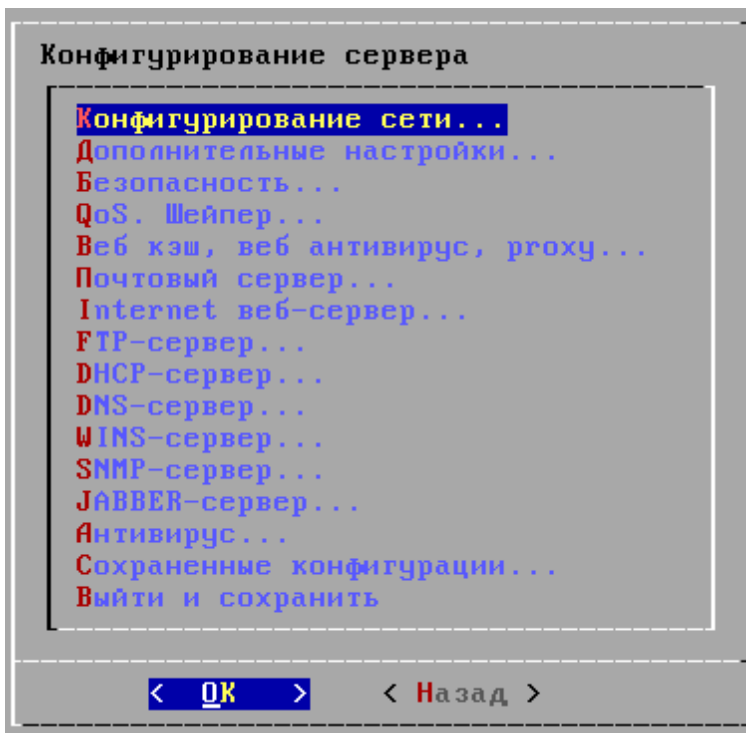 Конфигурирование сервера
Конфигурирование сети...
Дополнительные настройки...
Безопасность...
QoS. Шейпер...
Веб кэш, веб антивирус, proxy...
Почтовый сервер...
Internet веб-сервер...
FTP-сервер...
DHCP-сервер...
DNS-сервер...
WINS-сервер...
SNMP-сервер...
JABBER-сервер...
Антивирус...
Сохраненные конфигурации...
Выйти и сохранить
< OK > < Назад >